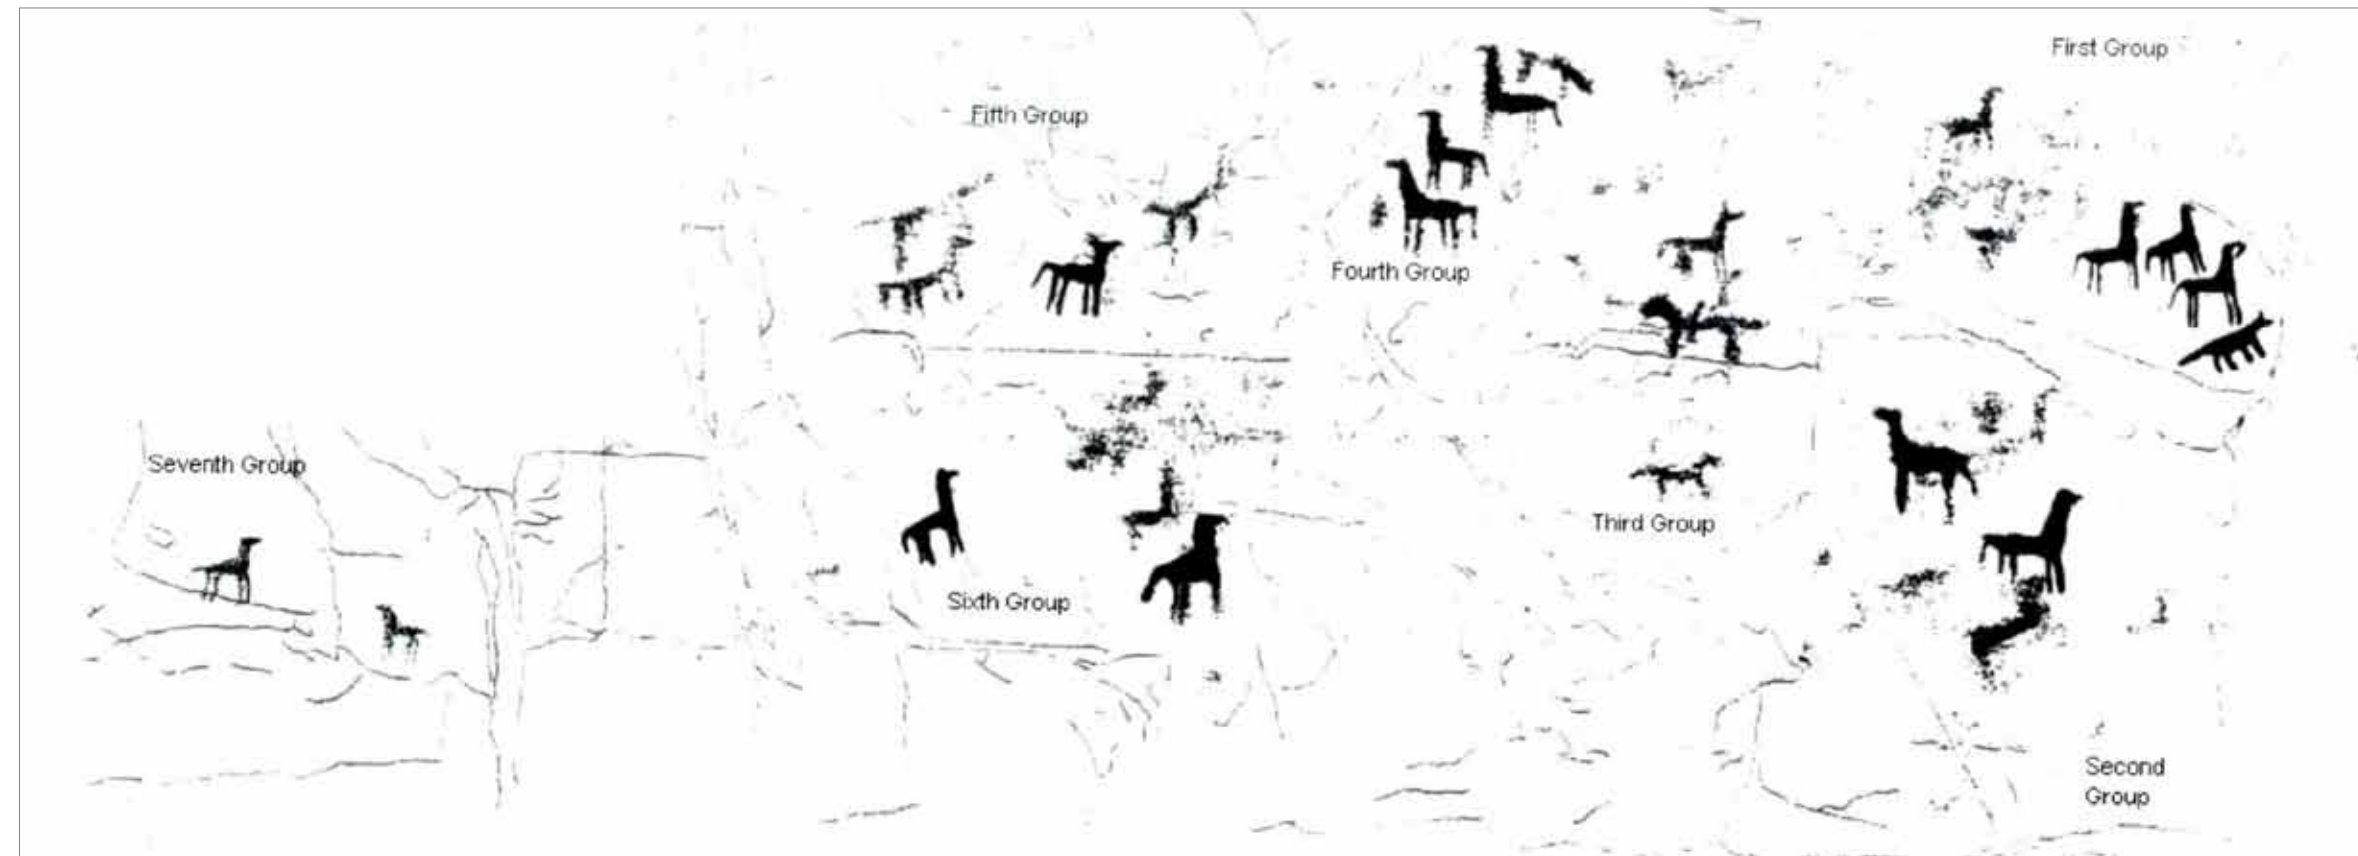 First Group
Fifth Group
Fourth Group
Seventh Group
Third Group
Sixth Group
Second
Group